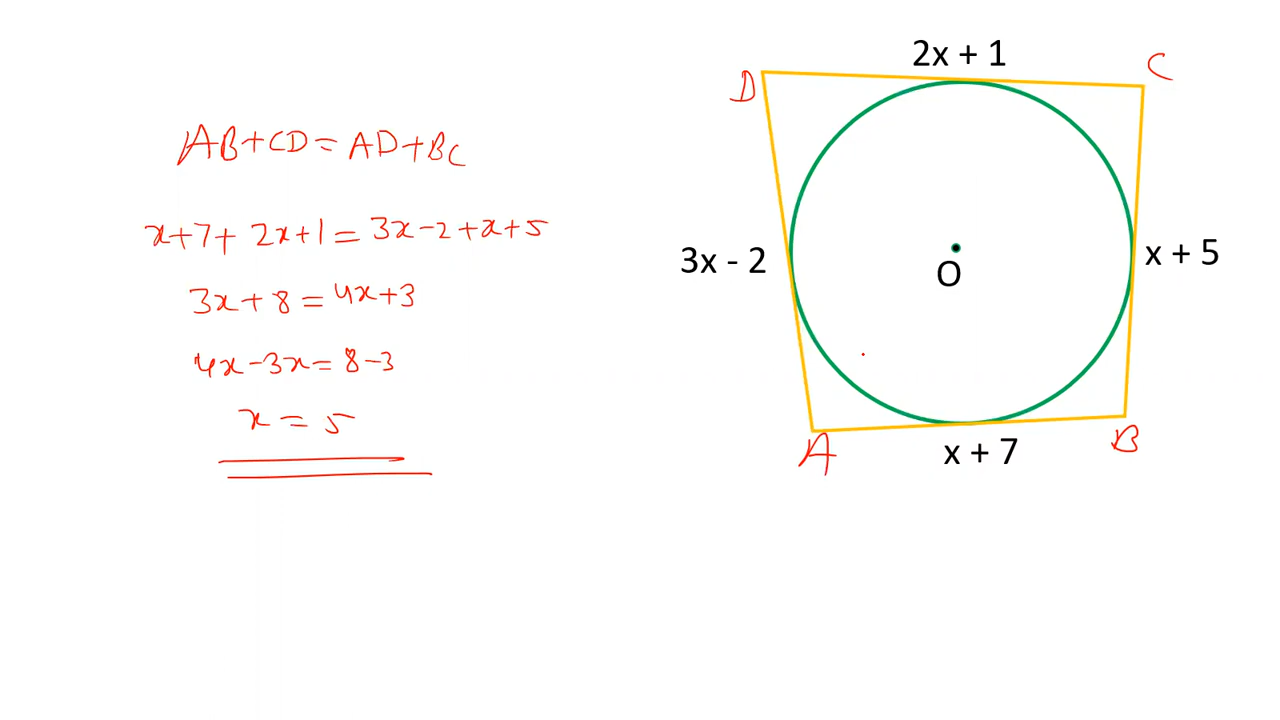 AB+CD=AD+BC
x+7+ 2x+1=3x-2+x+5
3x+8=4x+3
4x-3x=8-3
x=5
2x + 1
D
C
3x - 2
x + 5
O
A
B
x + 7